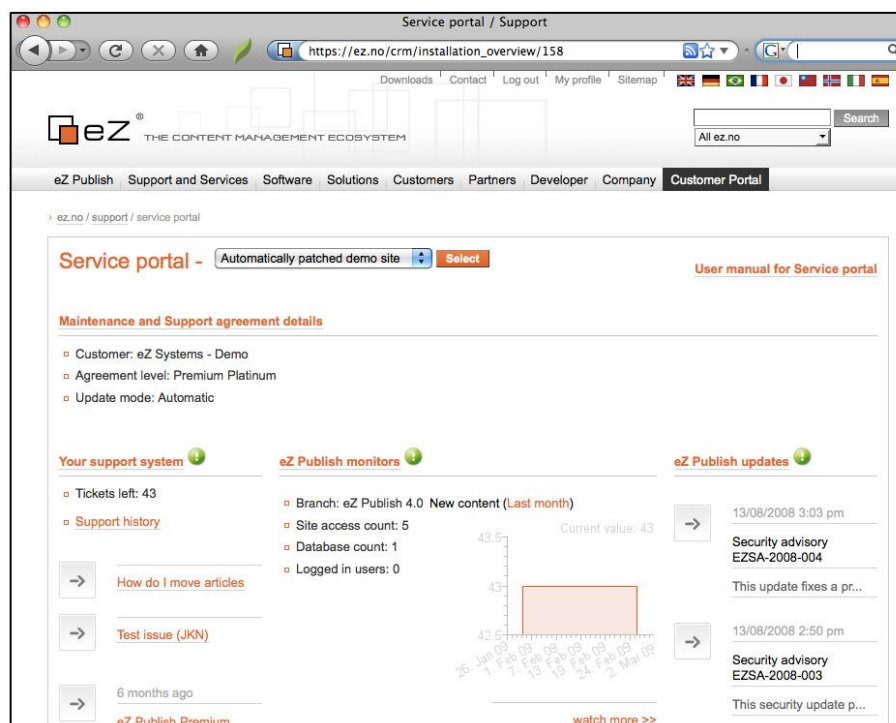 Service portal / Support
https://ez.no/crm/installation_overview/158
Downloads Contact Log out My profile Sitemap
eZ ®
THE CONTENT MANAGEMENT ECOSYSTEM
Search
All ez.no
eZ Publish Support and Services Software Solutions Customers Partners Developer Company Customer Portal
ez.no / support / service portal
Service portal - Automatically patched demo site Select
User manual for Service portal
Maintenance and Support agreement details
Customer: eZ Systems - Demo
Agreement level: Premium Platinum
Update mode: Automatic
Your support system
Tickets left: 43
Support history
How do I move articles
Test issue (JKN)
6 months ago
eZ Publish Premium
eZ Publish monitors
Branch: eZ Publish 4.0 New content (Last month)
Site access count: 5
Database count: 1
Logged in users: 0
Current value: 43
43.5
43
42.5
26. Jan 09
1. Feb 09
7. Feb 09
13. Feb 09
19. Feb 09
24. Feb 09
2. Mar 09
watch more >>
eZ Publish updates
13/08/2008 3:03 pm
Security advisory
EZSA-2008-004
This update fixes a pr...
13/08/2008 2:50 pm
Security advisory
EZSA-2008-003
This security update p...